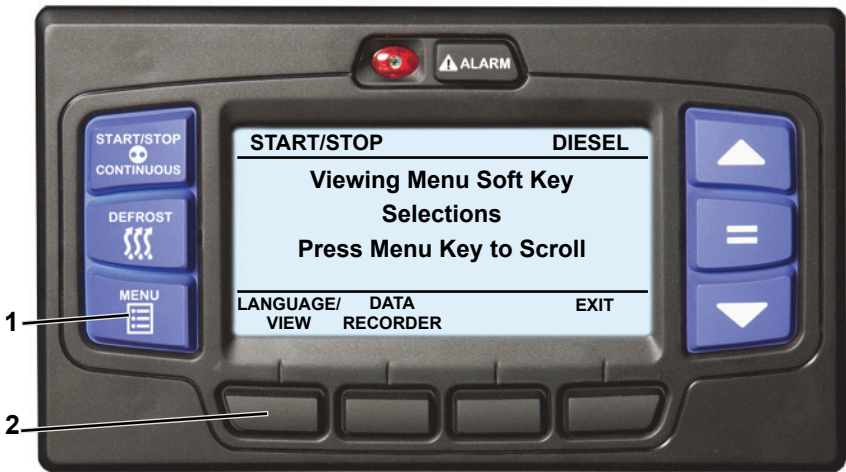 ALARM
START/STOP
CONTINUOUS
DEFROST
MENU
START/STOP DIESEL
Viewing Menu Soft Key
Selections
Press Menu Key to Scroll
LANGUAGE/ DATA EXIT
VIEW RECORDER
=
1
2